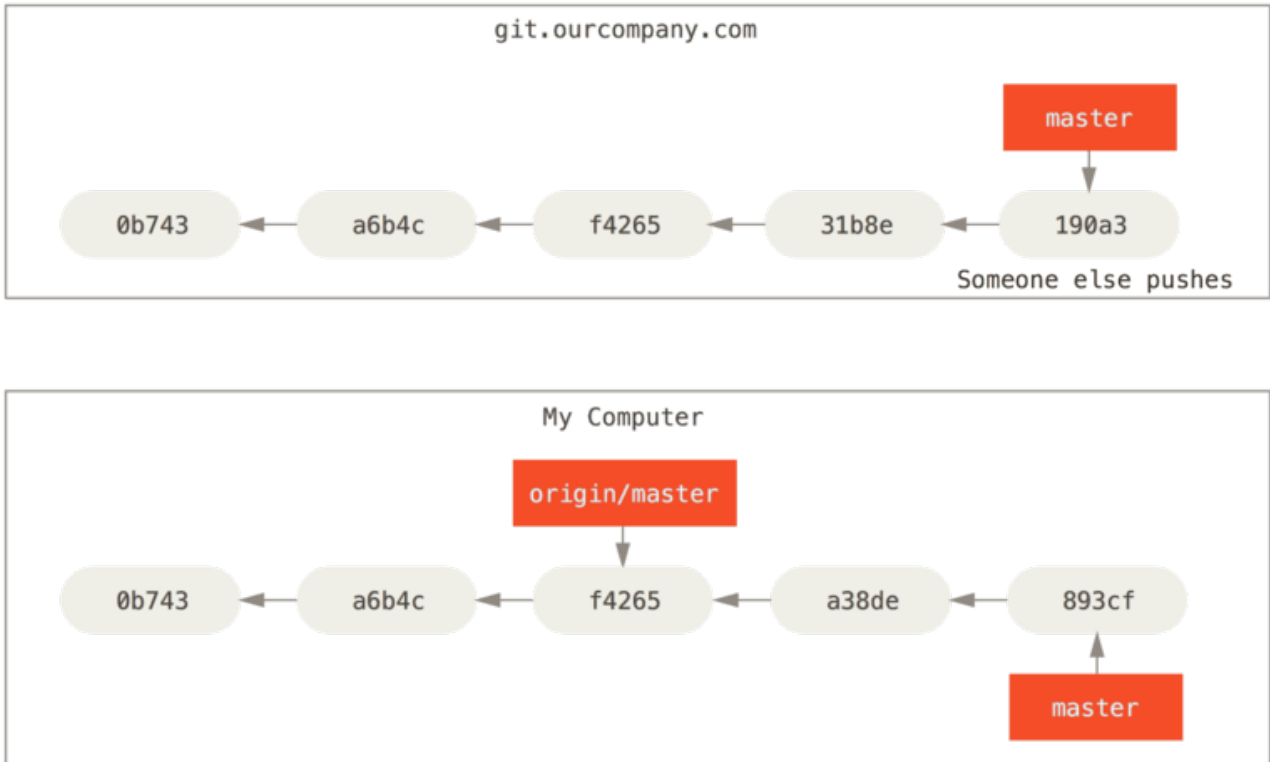 git.ourcompany.com
master
0b743 a6b4c f4265 31b8e 190a3
Someone else pushes
My Computer
origin/master
0b743 a6b4c f4265 a38de 893cf
master